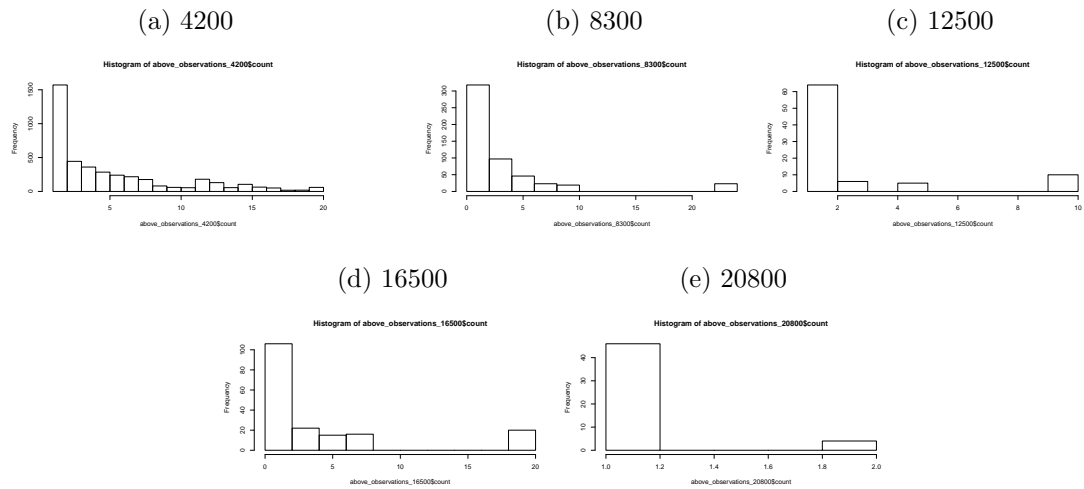 (a) 4200
Histogram of above_observations_4200$count
Frequency
0
500
1500
5
10
15
20
above_observations_4200$count
(b) 8300
Histogram of above_observations_8300$count
Frequency
0
50
100
150
200
250
300
0
5
10
15
20
above_observations_8300$count
(c) 12500
Histogram of above_observations_12500$count
Frequency
0
10
20
30
40
50
60
2
4
6
8
10
above_observations_12500$count
(d) 16500
Histogram of above_observations_16500$count
Frequency
0
20
40
60
80
100
0
5
10
15
20
above_observations_16500$count
(e) 20800
Histogram of above_observations_20800$count
Frequency
0
10
20
30
40
1.0
1.2
1.4
1.6
1.8
2.0
above_observations_20800$count